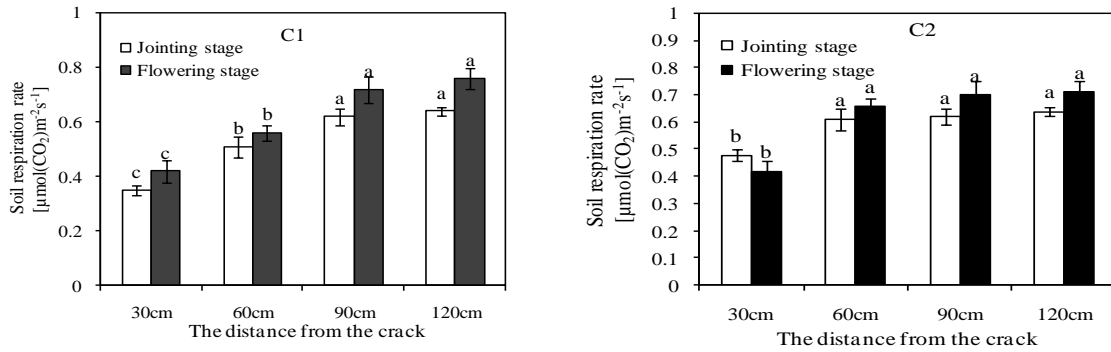 C1
Jointing stage
Flowering stage
Soil respiration rate
[µmol(CO₂)m⁻²s⁻¹]
1
0.8
0.6
0.4
0.2
0
c c b b a a a a
30cm 60cm 90cm 120cm
The distance from the crack
C2
Jointing stage
Flowering stage
Soil respiration rate
[µmol(CO₂)m⁻²s⁻¹]
1
0.9
0.8
0.7
0.6
0.5
0.4
0.3
0.2
0.1
0
b b a a a a a a
30cm 60cm 90cm 120cm
The distance from the crack